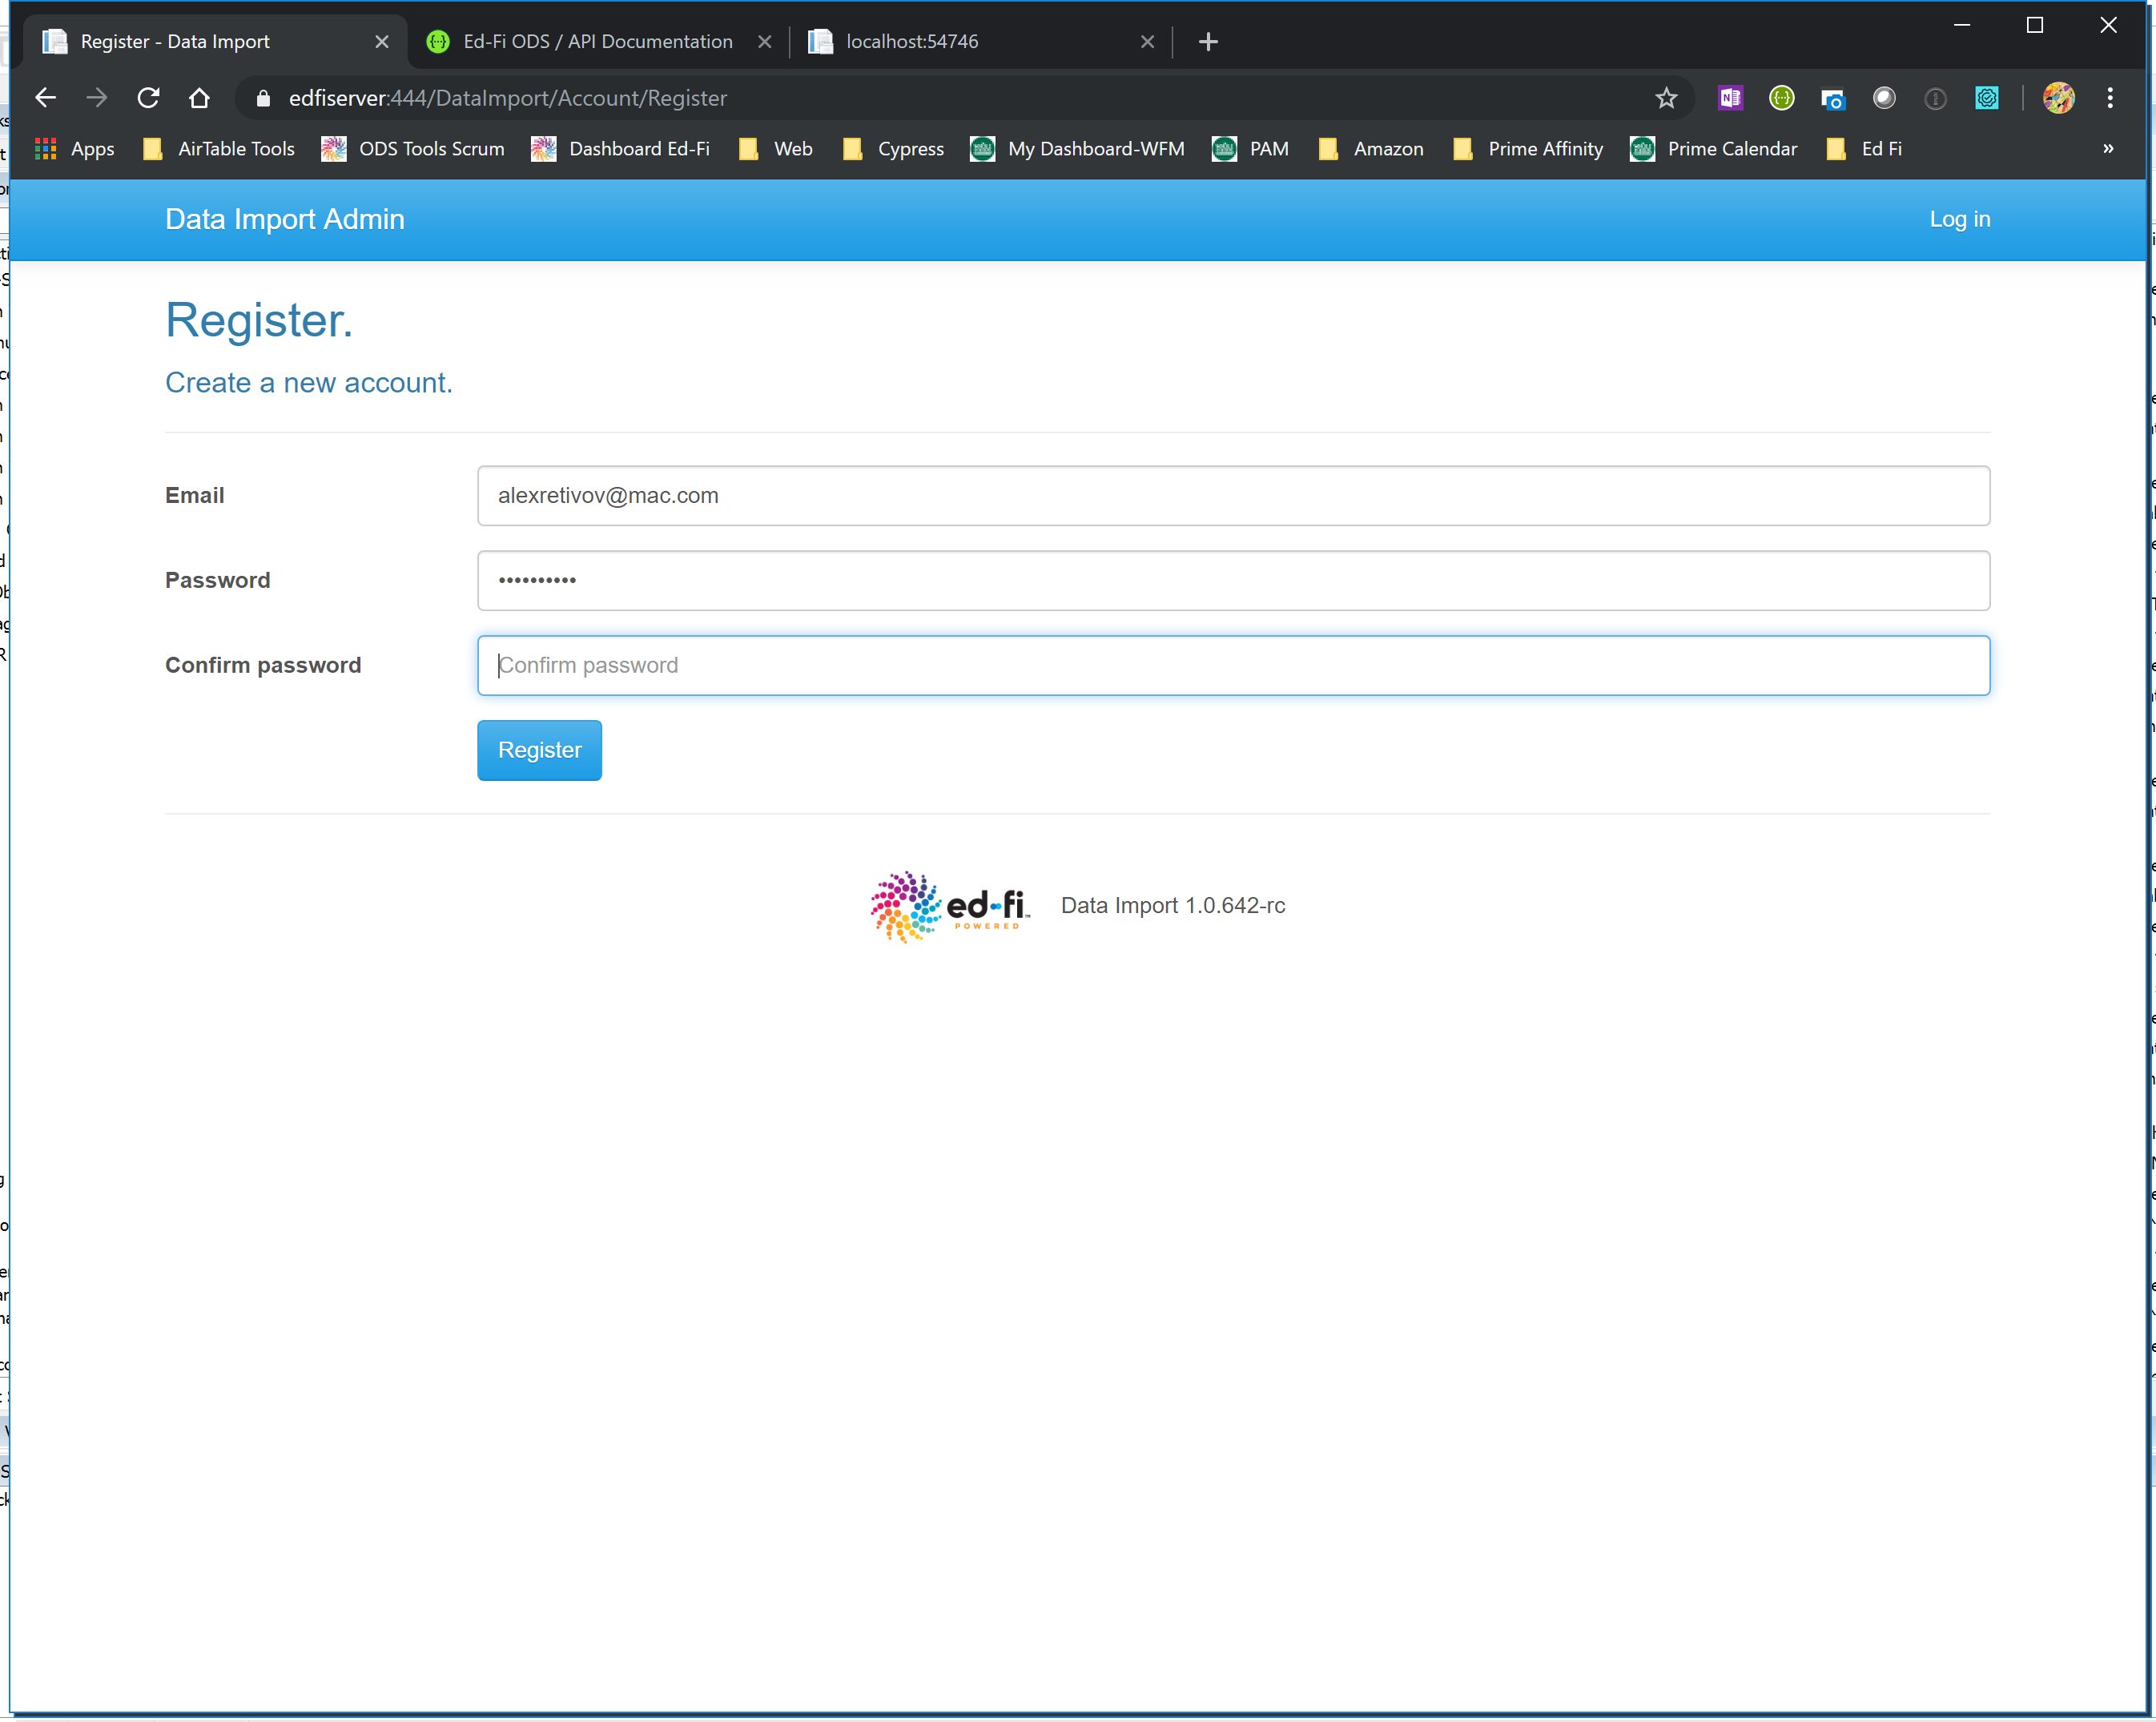 Register - Data Import
Ed-Fi ODS / API Documentation
localhost:54746
edfiserver:444/DataImport/Account/Register
Apps
AirTable Tools
ODS Tools Scrum
Dashboard Ed-Fi
Web
Cypress
My Dashboard-WFM
PAM
Amazon
Prime Affinity
Prime Calendar
Ed Fi
»
Data Import Admin
Log in
Register.
Create a new account.
Email
alexretivov@mac.com
Password
••••••••••
Confirm password
Confirm password
Register
ed-fi™
POWERED
Data Import 1.0.642-rc